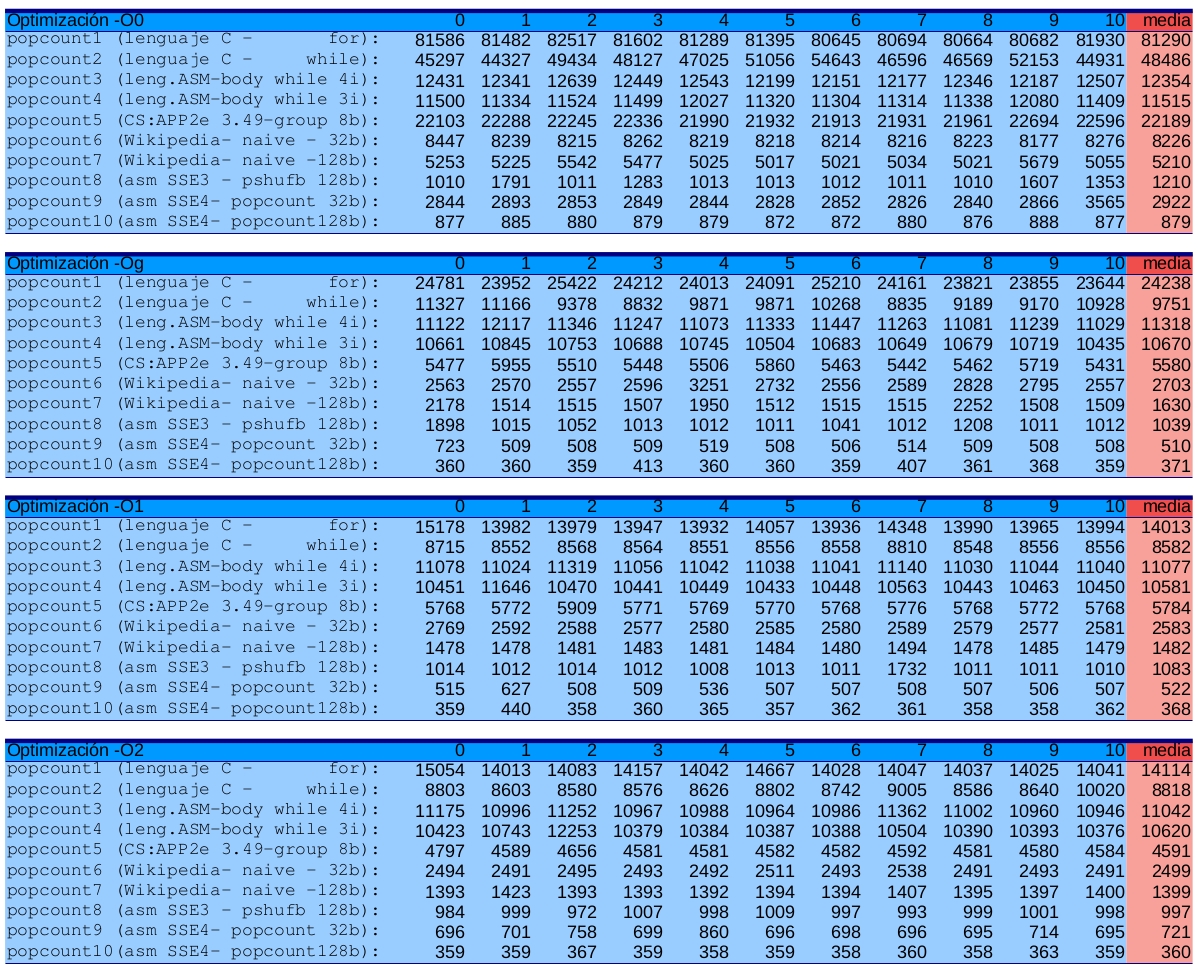 Optimización -O0 0 1 2 3 4 5 6 7 8 9 10 media
popcount1 (lenguaje C - for): 81586 81482 82517 81602 81289 81395 80645 80694 80664 80682 81930 81290
popcount2 (lenguaje C - while): 45297 44327 49434 48127 47025 51056 54643 46596 46569 52153 44931 48486
popcount3 (leng.ASM-body while 4i): 12431 12341 12639 12449 12543 12199 12151 12177 12346 12187 12507 12354
popcount4 (leng.ASM-body while 3i): 11500 11334 11524 11499 12027 11320 11304 11314 11338 12080 11409 11515
popcount5 (CS:APP2e 3.49-group 8b): 22103 22288 22245 22336 21990 21932 21913 21931 21961 22694 22596 22189
popcount6 (Wikipedia- naive - 32b): 8447 8239 8215 8262 8219 8218 8214 8216 8223 8177 8276 8226
popcount7 (Wikipedia- naive -128b): 5253 5225 5542 5477 5025 5017 5021 5034 5021 5679 5055 5210
popcount8 (asm SSE3 - pshufb 128b): 1010 1791 1011 1283 1013 1013 1012 1011 1010 1607 1353 1210
popcount9 (asm SSE4- popcount 32b): 2844 2893 2853 2849 2844 2828 2852 2826 2840 2866 3565 2922
popcount10(asm SSE4- popcount128b): 877 885 880 879 879 872 872 880 876 888 877 879
Optimización -Og 0 1 2 3 4 5 6 7 8 9 10 media
popcount1 (lenguaje C - for): 24781 23952 25422 24212 24013 24091 25210 24161 23821 23855 23644 24238
popcount2 (lenguaje C - while): 11327 11166 9378 8832 9871 9871 10268 8835 9189 9170 10928 9751
popcount3 (leng.ASM-body while 4i): 11122 12117 11346 11247 11073 11333 11447 11263 11081 11239 11029 11318
popcount4 (leng.ASM-body while 3i): 10661 10845 10753 10688 10745 10504 10683 10649 10679 10719 10435 10670
popcount5 (CS:APP2e 3.49-group 8b): 5477 5955 5510 5448 5506 5860 5463 5442 5462 5719 5431 5580
popcount6 (Wikipedia- naive - 32b): 2563 2570 2557 2596 3251 2732 2556 2589 2828 2795 2557 2703
popcount7 (Wikipedia- naive -128b): 2178 1514 1515 1507 1950 1512 1515 1515 2252 1508 1509 1630
popcount8 (asm SSE3 - pshufb 128b): 1898 1015 1052 1013 1012 1011 1041 1012 1208 1011 1012 1039
popcount9 (asm SSE4- popcount 32b): 723 509 508 509 519 508 506 514 509 508 508 510
popcount10(asm SSE4- popcount128b): 360 360 359 413 360 360 359 407 361 368 359 371
Optimización -O1 0 1 2 3 4 5 6 7 8 9 10 media
popcount1 (lenguaje C - for): 15178 13982 13979 13947 13932 14057 13936 14348 13990 13965 13994 14013
popcount2 (lenguaje C - while): 8715 8552 8568 8564 8551 8556 8558 8810 8548 8556 8556 8582
popcount3 (leng.ASM-body while 4i): 11078 11024 11319 11056 11042 11038 11041 11140 11030 11044 11040 11077
popcount4 (leng.ASM-body while 3i): 10451 11646 10470 10441 10449 10433 10448 10563 10443 10463 10450 10581
popcount5 (CS:APP2e 3.49-group 8b): 5768 5772 5909 5771 5769 5770 5768 5776 5768 5772 5768 5784
popcount6 (Wikipedia- naive - 32b): 2769 2592 2588 2577 2580 2585 2580 2589 2579 2577 2581 2583
popcount7 (Wikipedia- naive -128b): 1478 1478 1481 1483 1481 1484 1480 1494 1478 1485 1479 1482
popcount8 (asm SSE3 - pshufb 128b): 1014 1012 1014 1012 1008 1013 1011 1732 1011 1011 1010 1083
popcount9 (asm SSE4- popcount 32b): 515 627 508 509 536 507 507 508 507 506 507 522
popcount10(asm SSE4- popcount128b): 359 440 358 360 365 357 362 361 358 358 362 368
Optimización -O2 0 1 2 3 4 5 6 7 8 9 10 media
popcount1 (lenguaje C - for): 15054 14013 14083 14157 14042 14667 14028 14047 14037 14025 14041 14114
popcount2 (lenguaje C - while): 8803 8603 8580 8576 8626 8802 8742 9005 8586 8640 10020 8818
popcount3 (leng.ASM-body while 4i): 11175 10996 11252 10967 10988 10964 10986 11362 11002 10960 10946 11042
popcount4 (leng.ASM-body while 3i): 10423 10743 12253 10379 10384 10387 10388 10504 10390 10393 10376 10620
popcount5 (CS:APP2e 3.49-group 8b): 4797 4589 4656 4581 4581 4582 4582 4592 4581 4580 4584 4591
popcount6 (Wikipedia- naive - 32b): 2494 2491 2495 2493 2492 2511 2493 2538 2491 2493 2491 2499
popcount7 (Wikipedia- naive -128b): 1393 1423 1393 1393 1392 1394 1394 1407 1395 1397 1400 1399
popcount8 (asm SSE3 - pshufb 128b): 984 999 972 1007 998 1009 997 993 999 1001 998 997
popcount9 (asm SSE4- popcount 32b): 696 701 758 699 860 696 698 696 695 714 695 721
popcount10(asm SSE4- popcount128b): 359 359 367 359 358 359 358 360 358 363 359 360